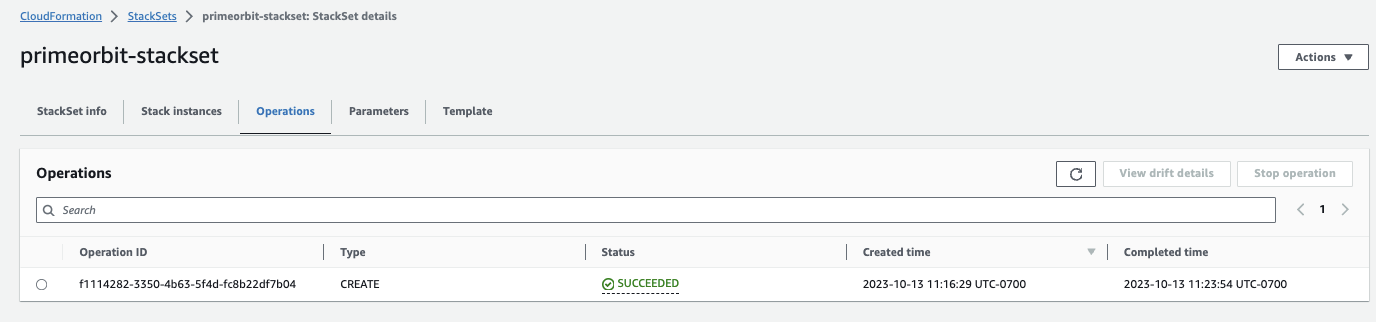 CloudFormation > StackSets > primeorbit-stackset: StackSet details
primeorbit-stackset
Actions
StackSet info Stack instances Operations Parameters Template
Operations
View drift details Stop operation
Search
1
Operation ID Type Status Created time Completed time
f1114282-3350-4b63-5f4d-fc8b22df7b04 CREATE SUCCEEDED 2023-10-13 11:16:29 UTC-0700 2023-10-13 11:23:54 UTC-0700